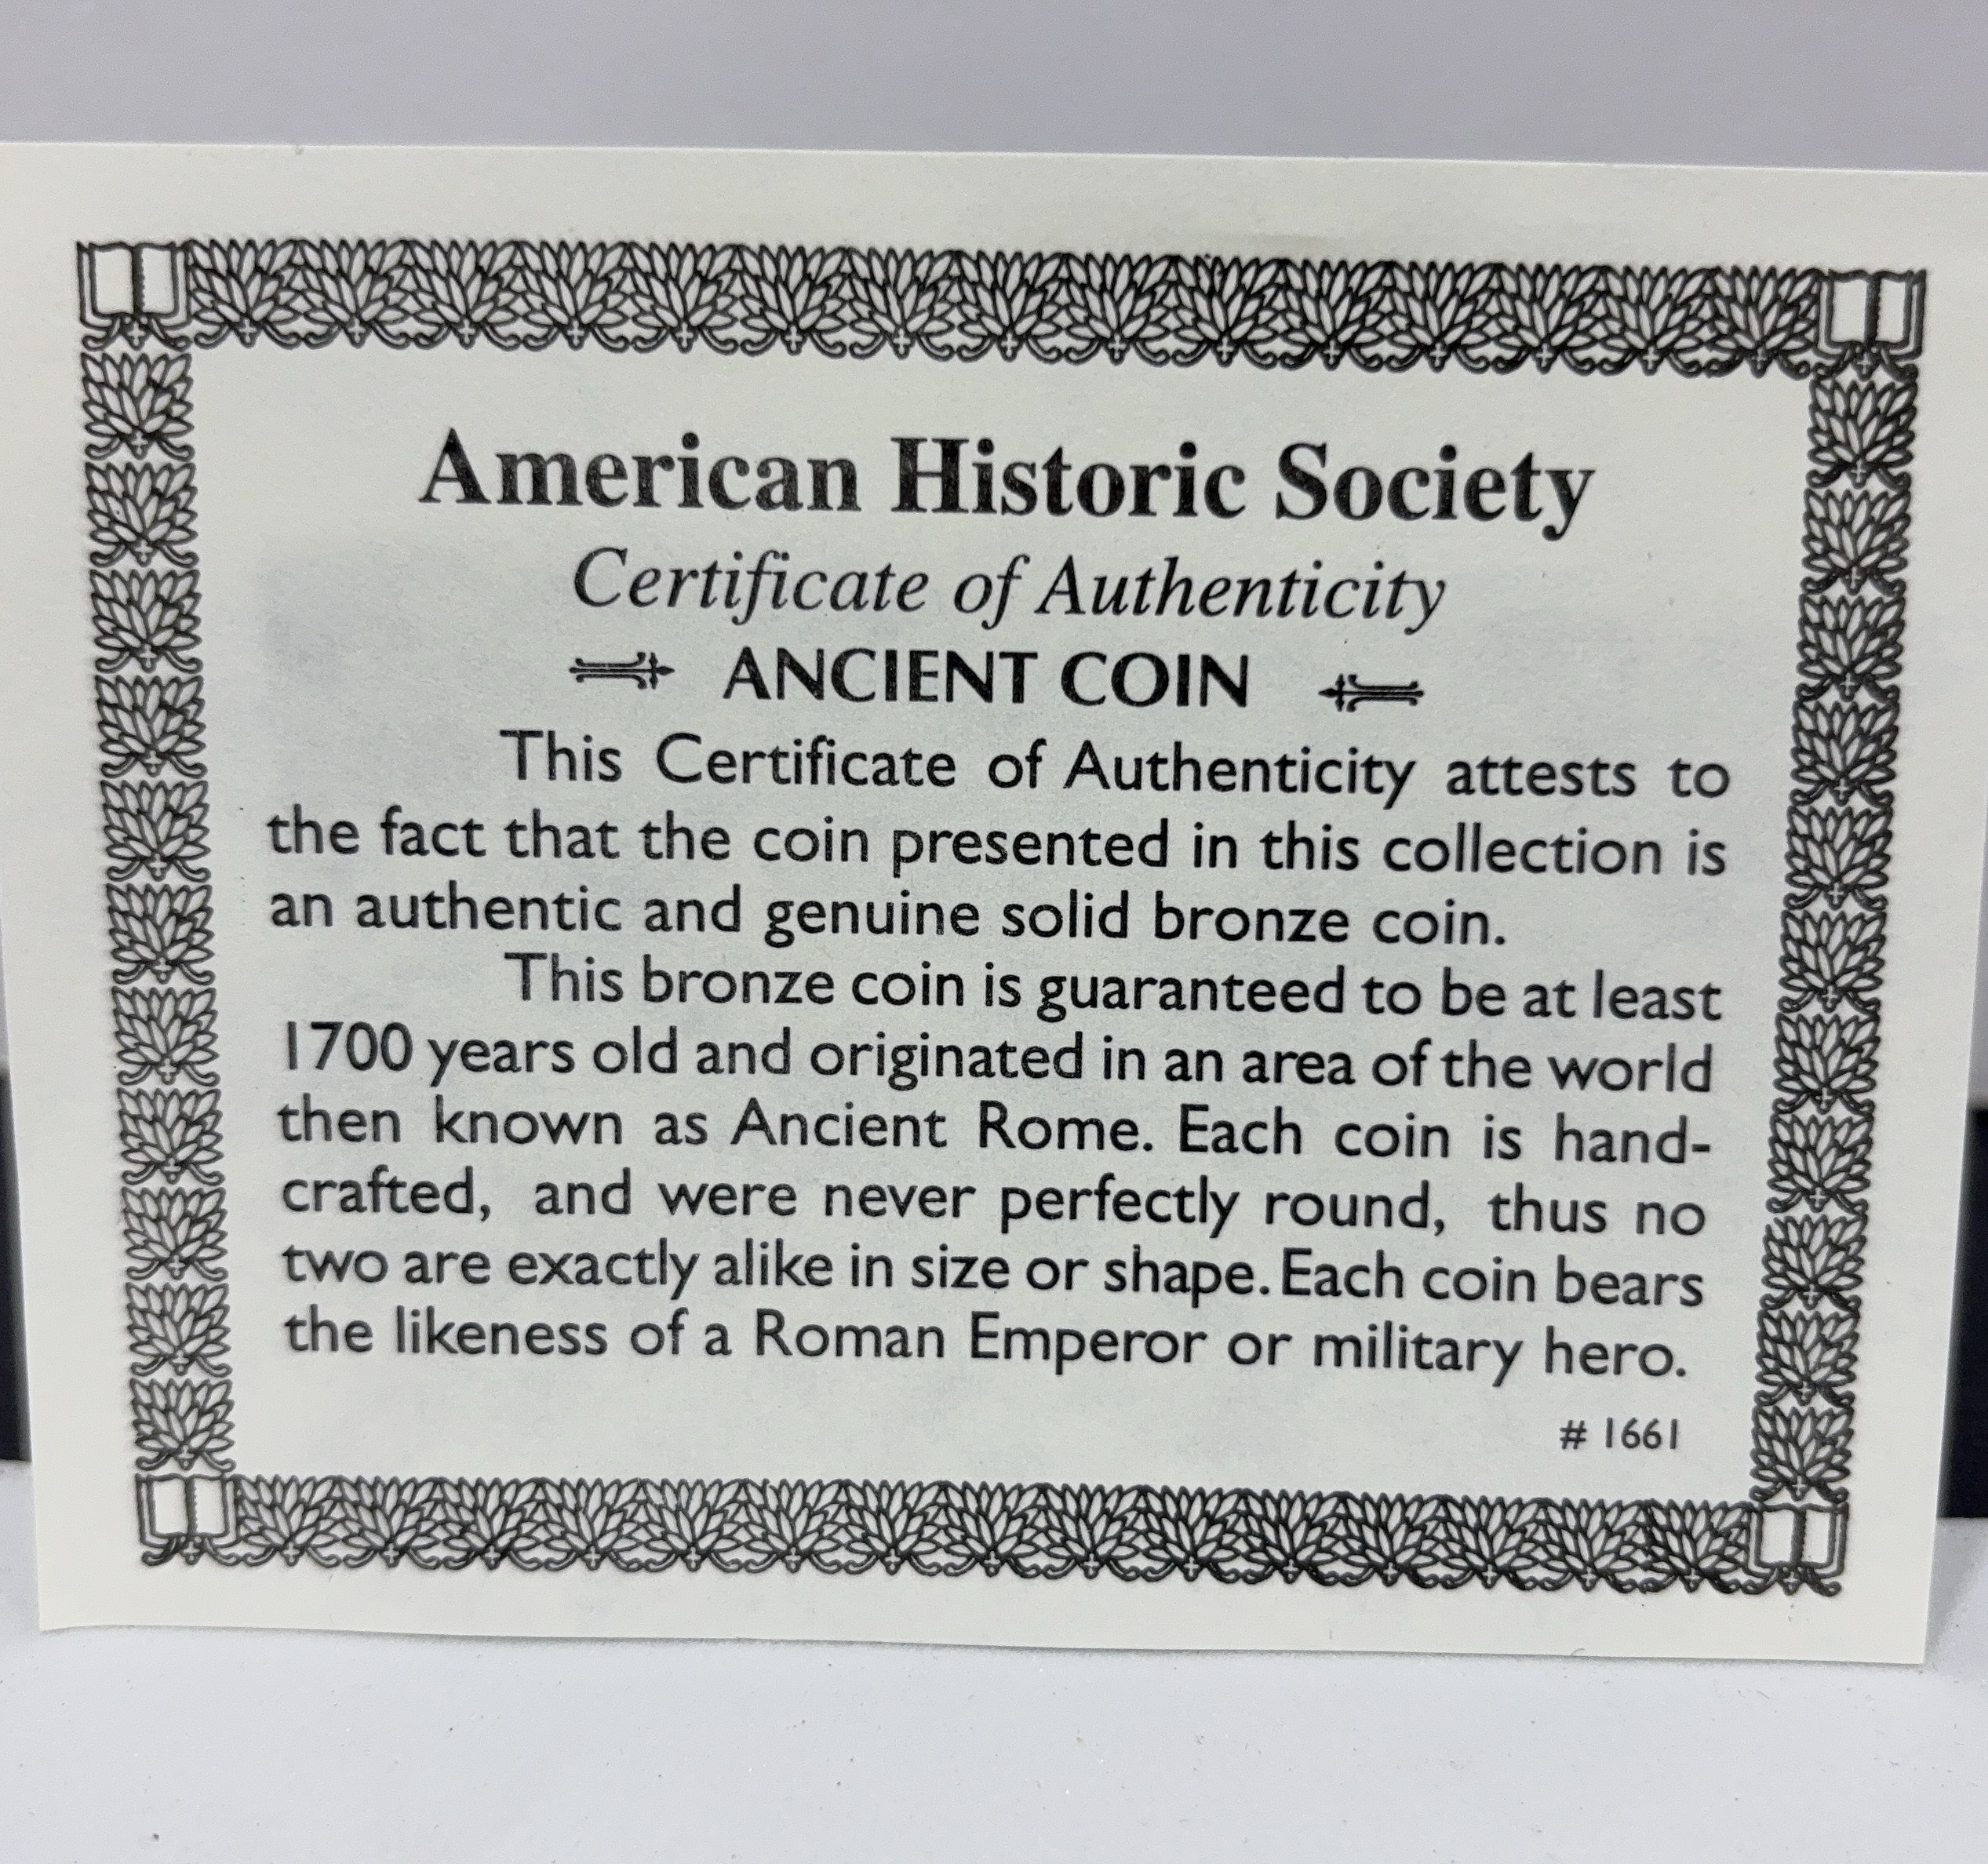 American Historic Society
Certificate of Authenticity
ANCIENT COIN
This Certificate of Authenticity attests to
the fact that the coin presented in this collection is
an authentic and genuine solid bronze coin.
This bronze coin is guaranteed to be at least
1700 years old and originated in an area of the world
then known as Ancient Rome. Each coin is hand-
crafted, and were never perfectly round, thus no
two are exactly alike in size or shape. Each coin bears
the likeness of a Roman Emperor or military hero.
# 1661